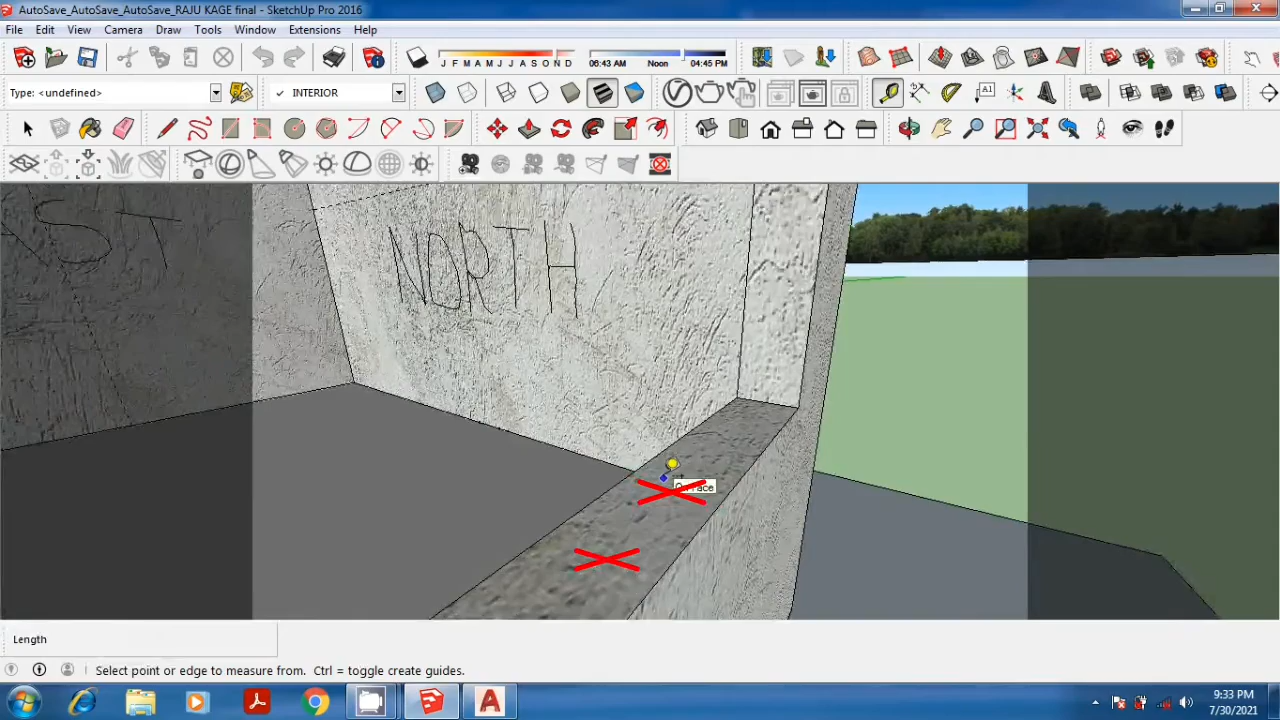 AutoSave_AutoSave_AutoSave_RAJU KAGE final - SketchUp Pro 2016
File Edit View Camera Draw Tools Window Extensions Help
J F M A M J J A S O N D 06:43 AM Noon 04:45 PM
Type: <undefined> INTERIOR A1
NORTH
Length
Select point or edge to measure from. Ctrl = toggle create guides.
9:33 PM
7/30/2021